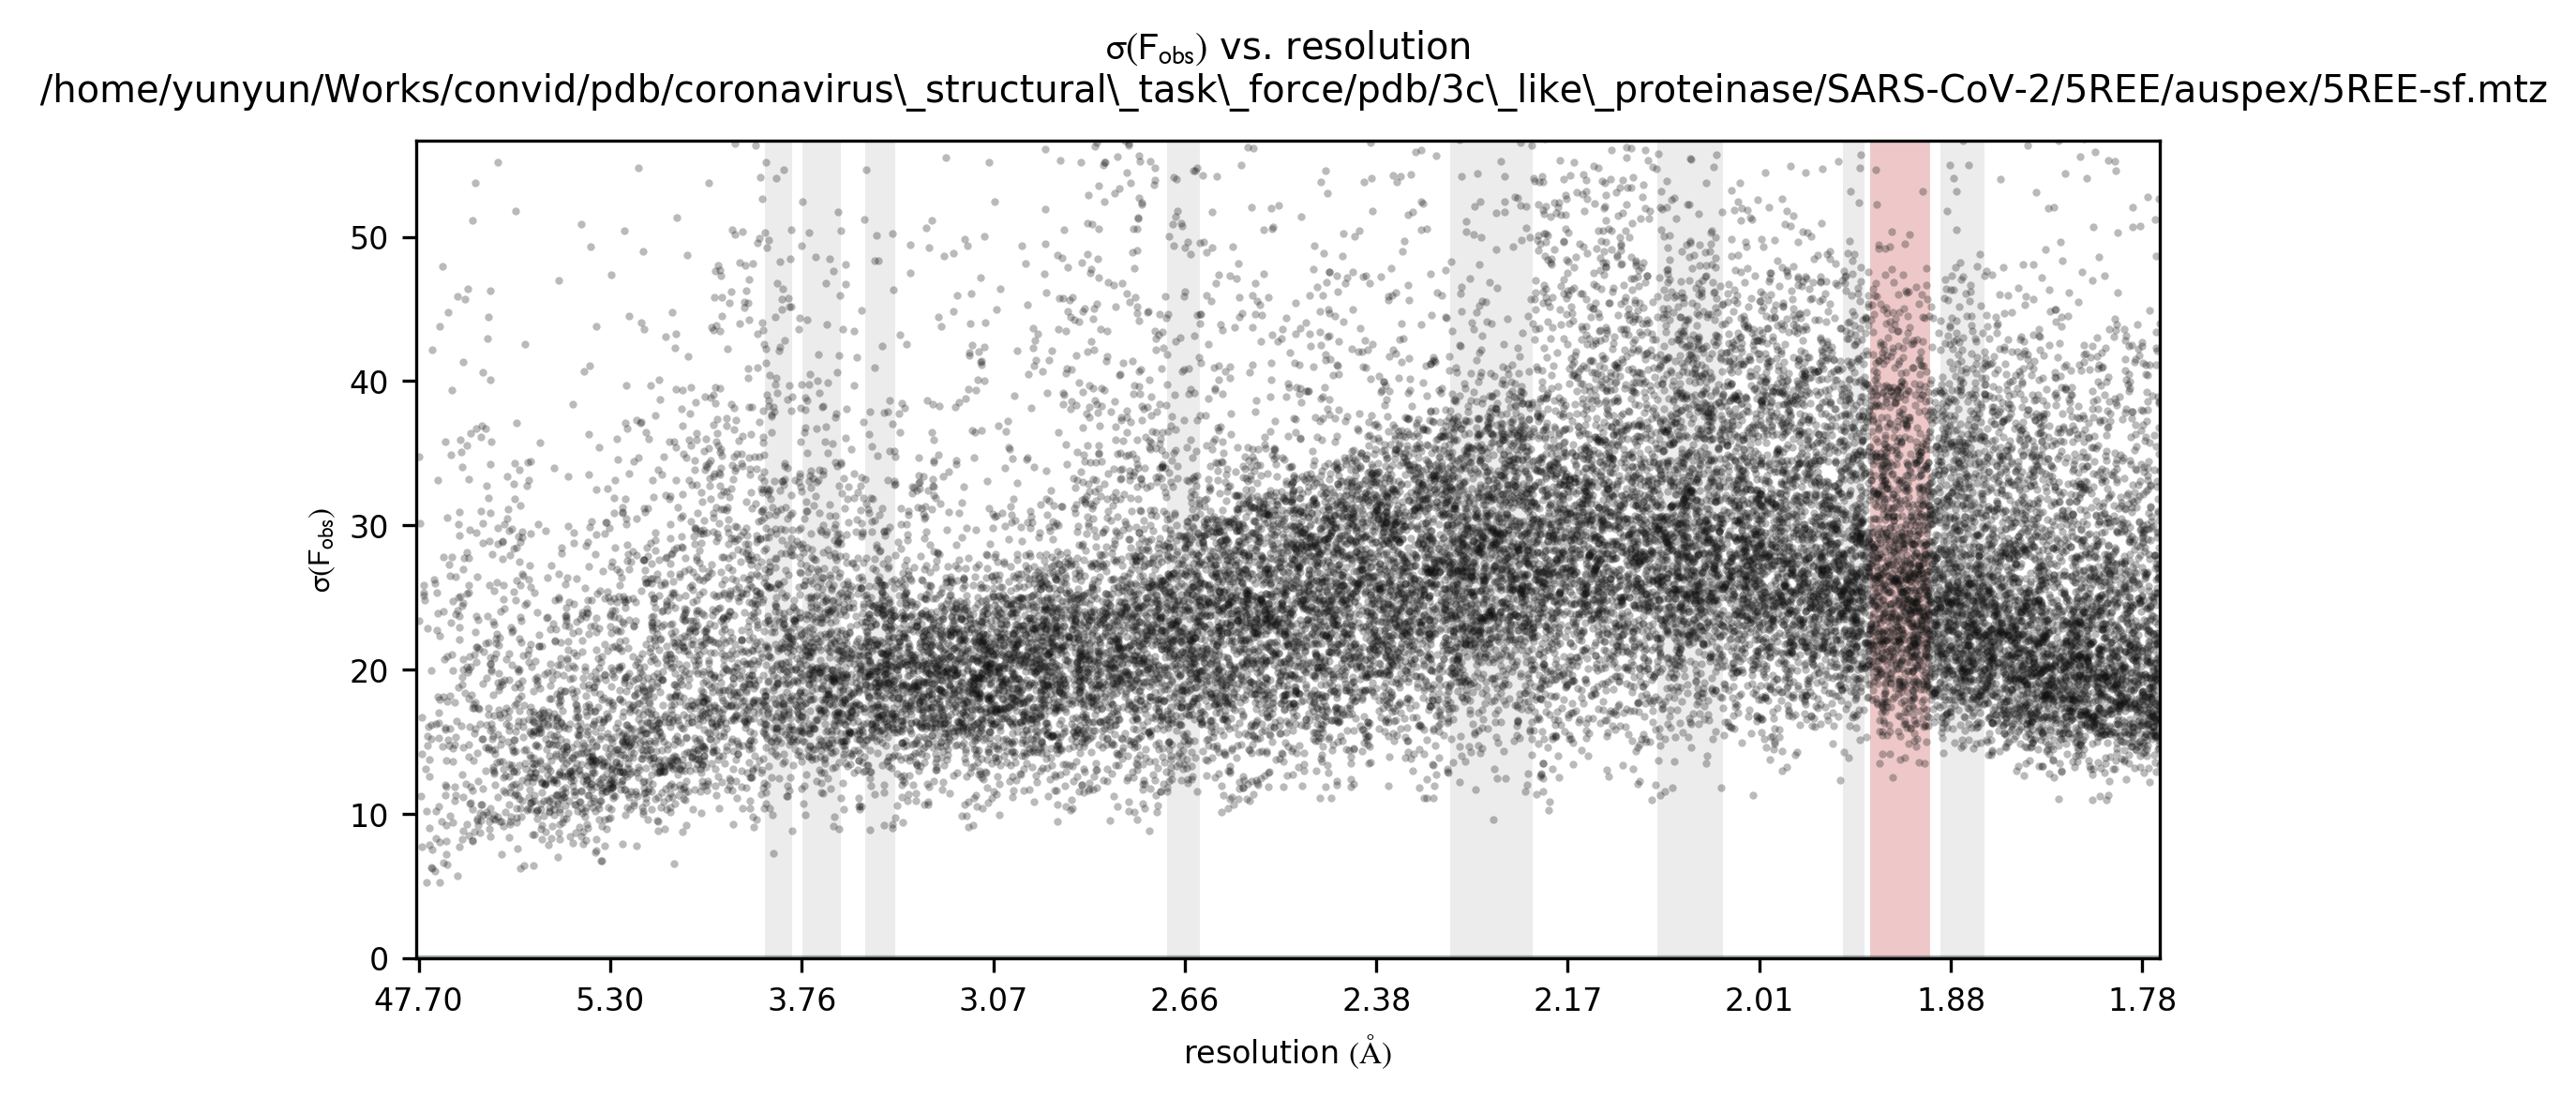 σ(Fobs) vs. resolution
/home/yunyun/Works/convid/pdb/coronavirus\_structural\_task\_force/pdb/3c\_like\_proteinase/SARS-CoV-2/5REE/auspex/5REE-sf.mtz
σ(Fobs)
50
40
30
20
10
0
47.70 5.30 3.76 3.07 2.66 2.38 2.17 2.01 1.88 1.78
resolution (Å)